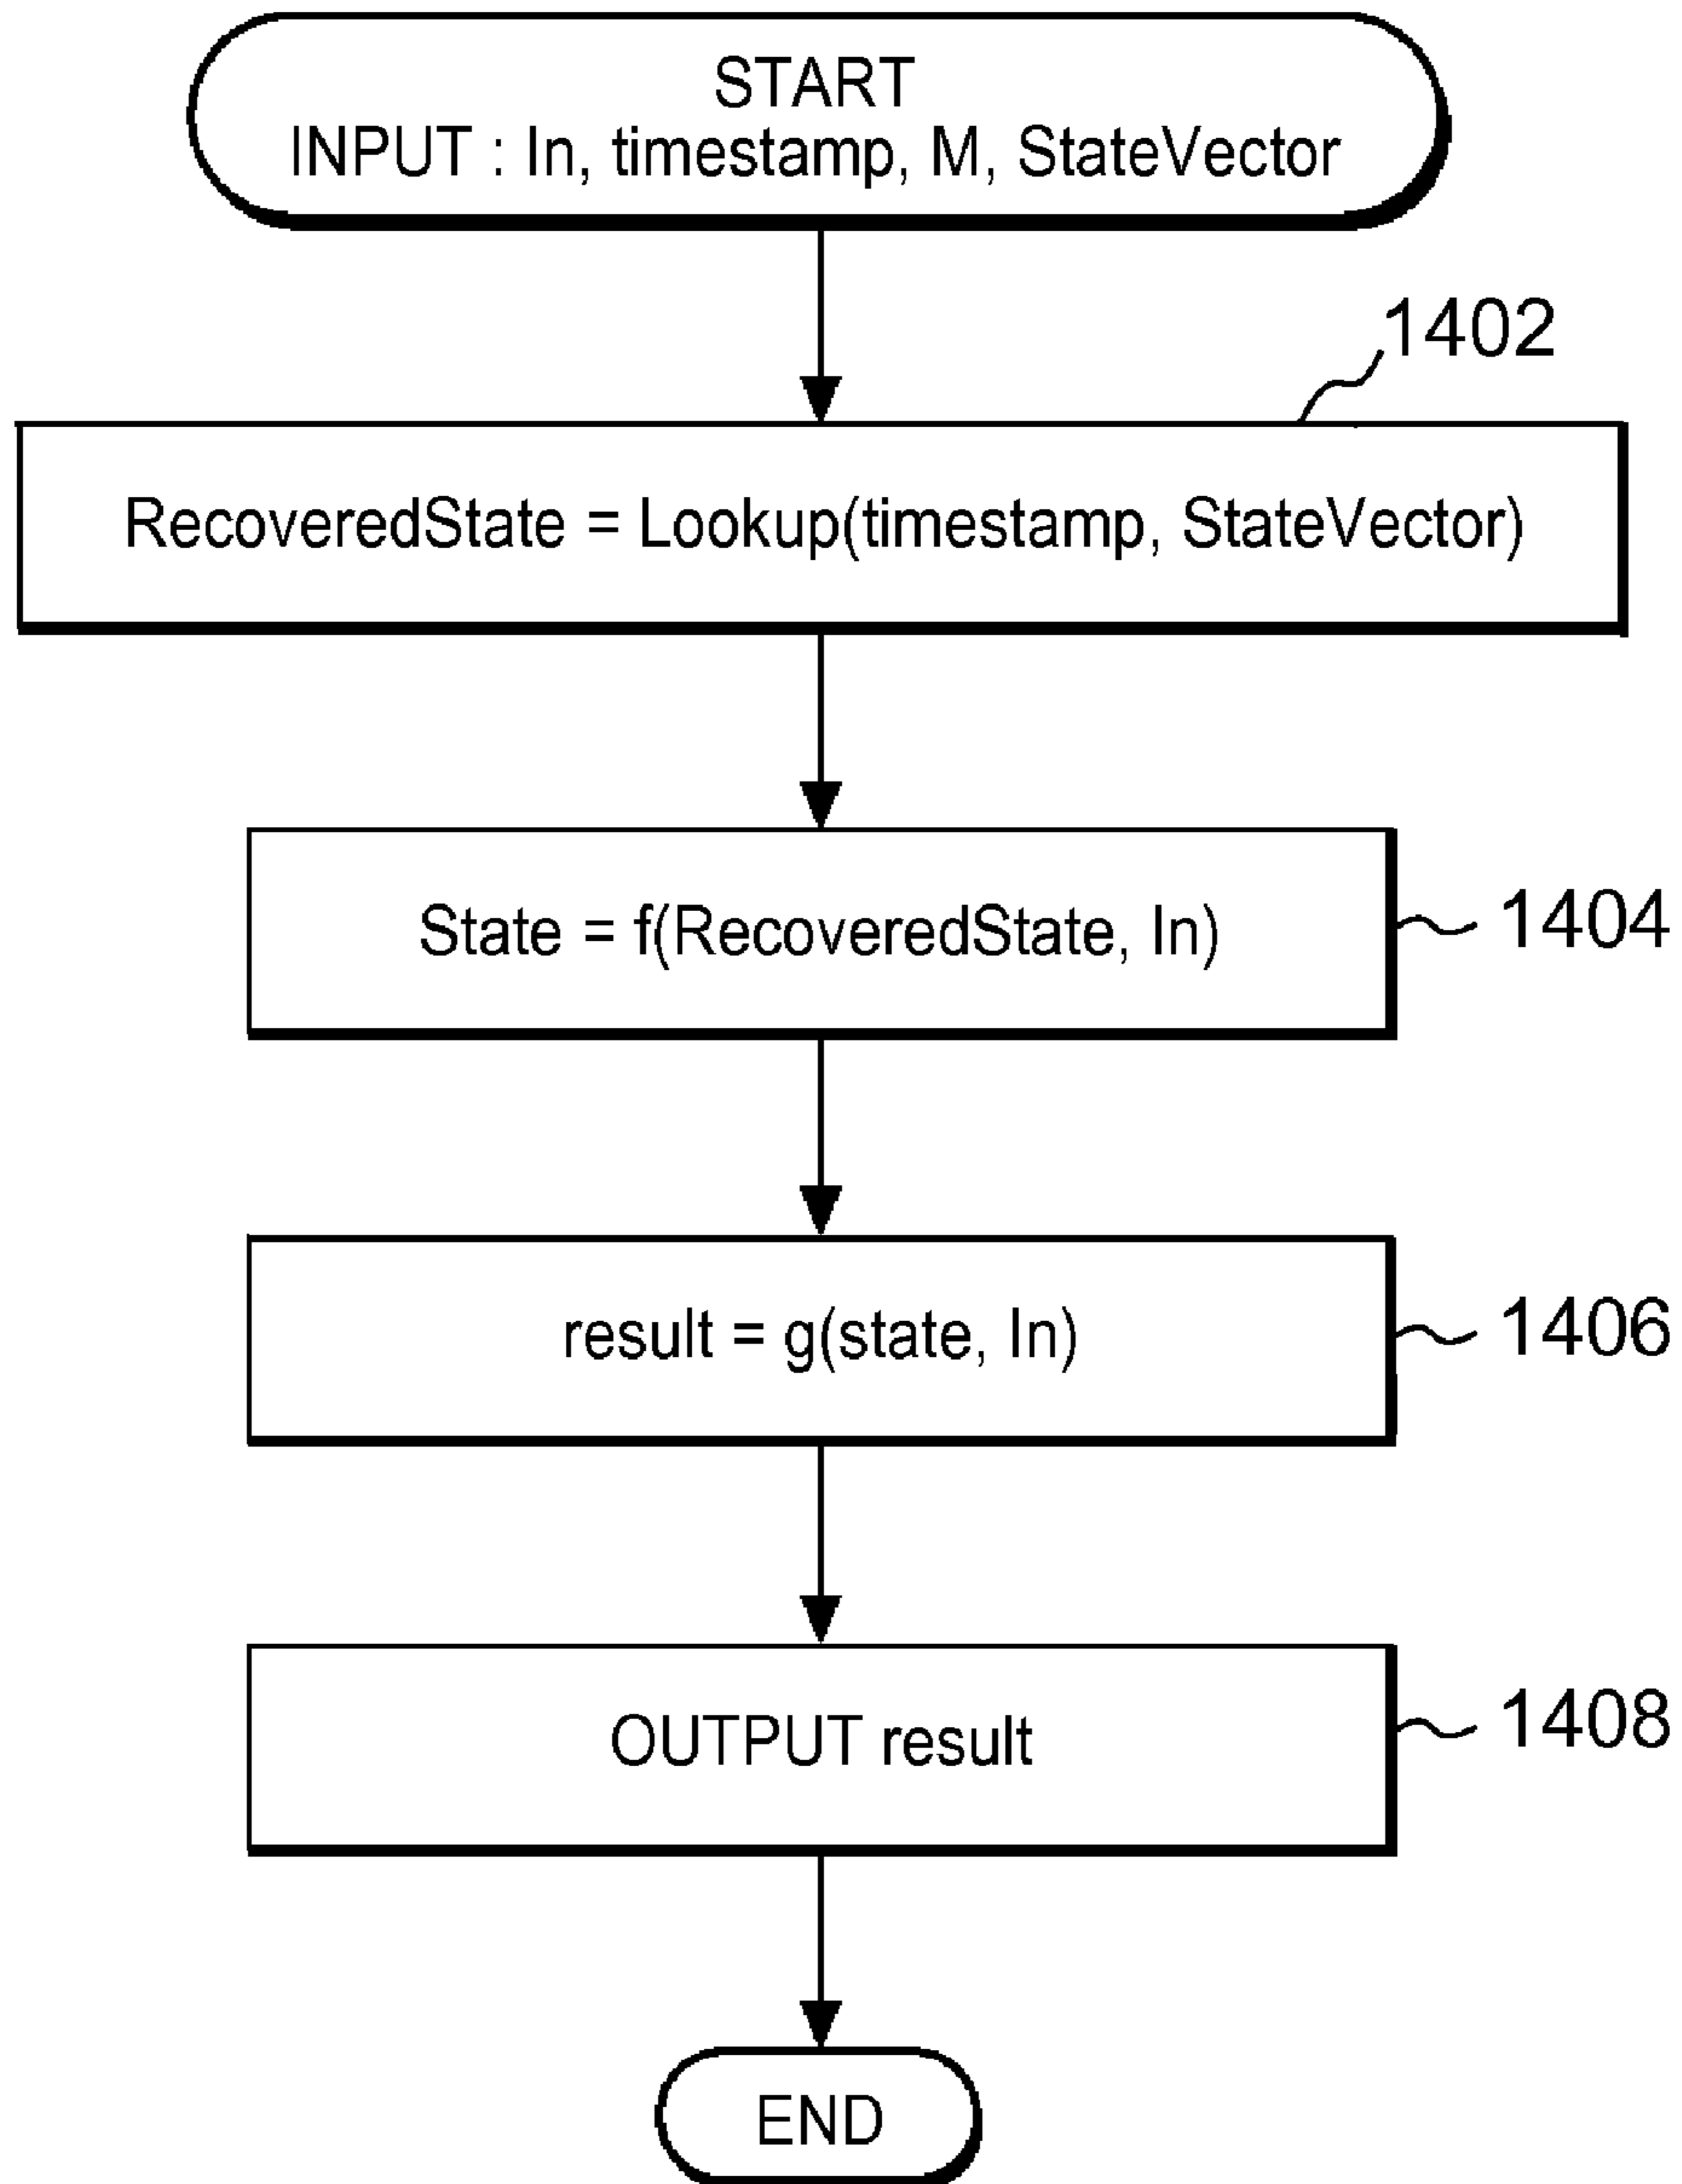 START
INPUT : In, timestamp, M, StateVector
1402
RecoveredState = Lookup(timestamp, StateVector)
State = f(RecoveredState, In)
1404
result = g(state, In)
1406
OUTPUT result
1408
END